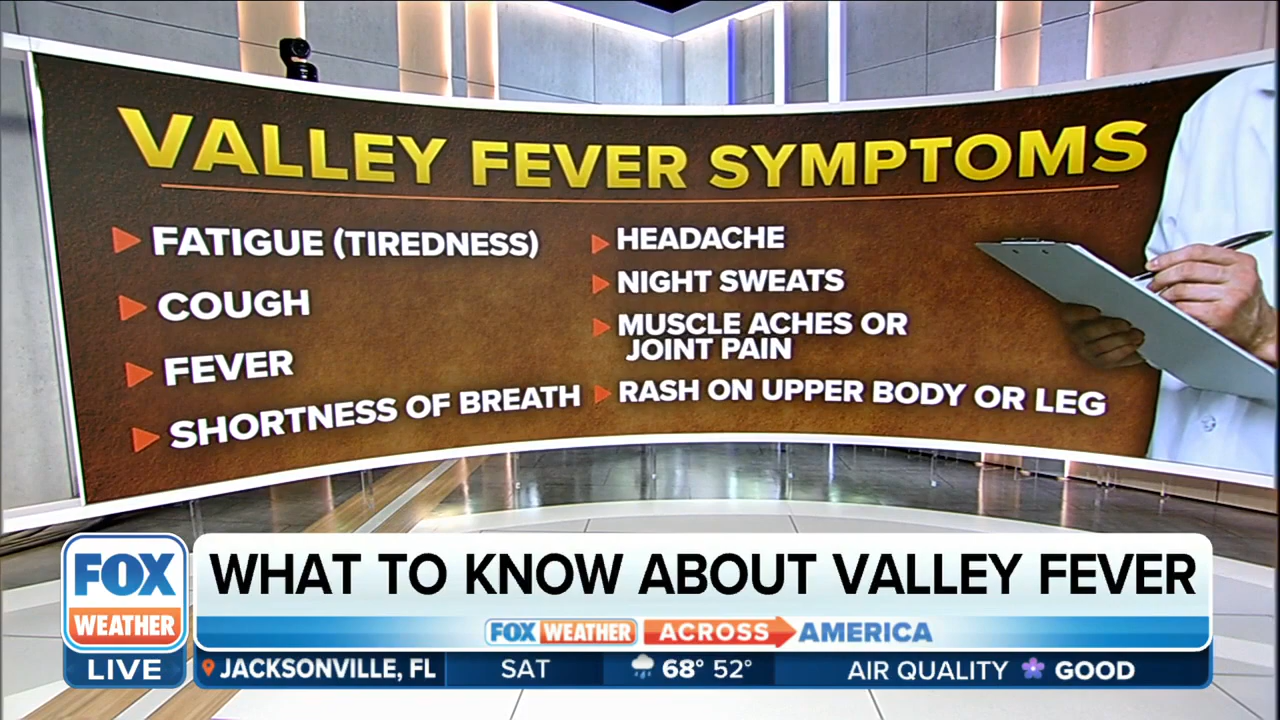 VALLEY FEVER SYMPTOMS
FATIGUE (TIREDNESS)
COUGH
FEVER
SHORTNESS OF BREATH
HEADACHE
NIGHT SWEATS
MUSCLE ACHES OR
JOINT PAIN
RASH ON UPPER BODY OR LEG
FOX
WEATHER
LIVE
WHAT TO KNOW ABOUT VALLEY FEVER
FOX WEATHER ACROSS AMERICA
JACKSONVILLE, FL SAT 68° 52° AIR QUALITY GOOD